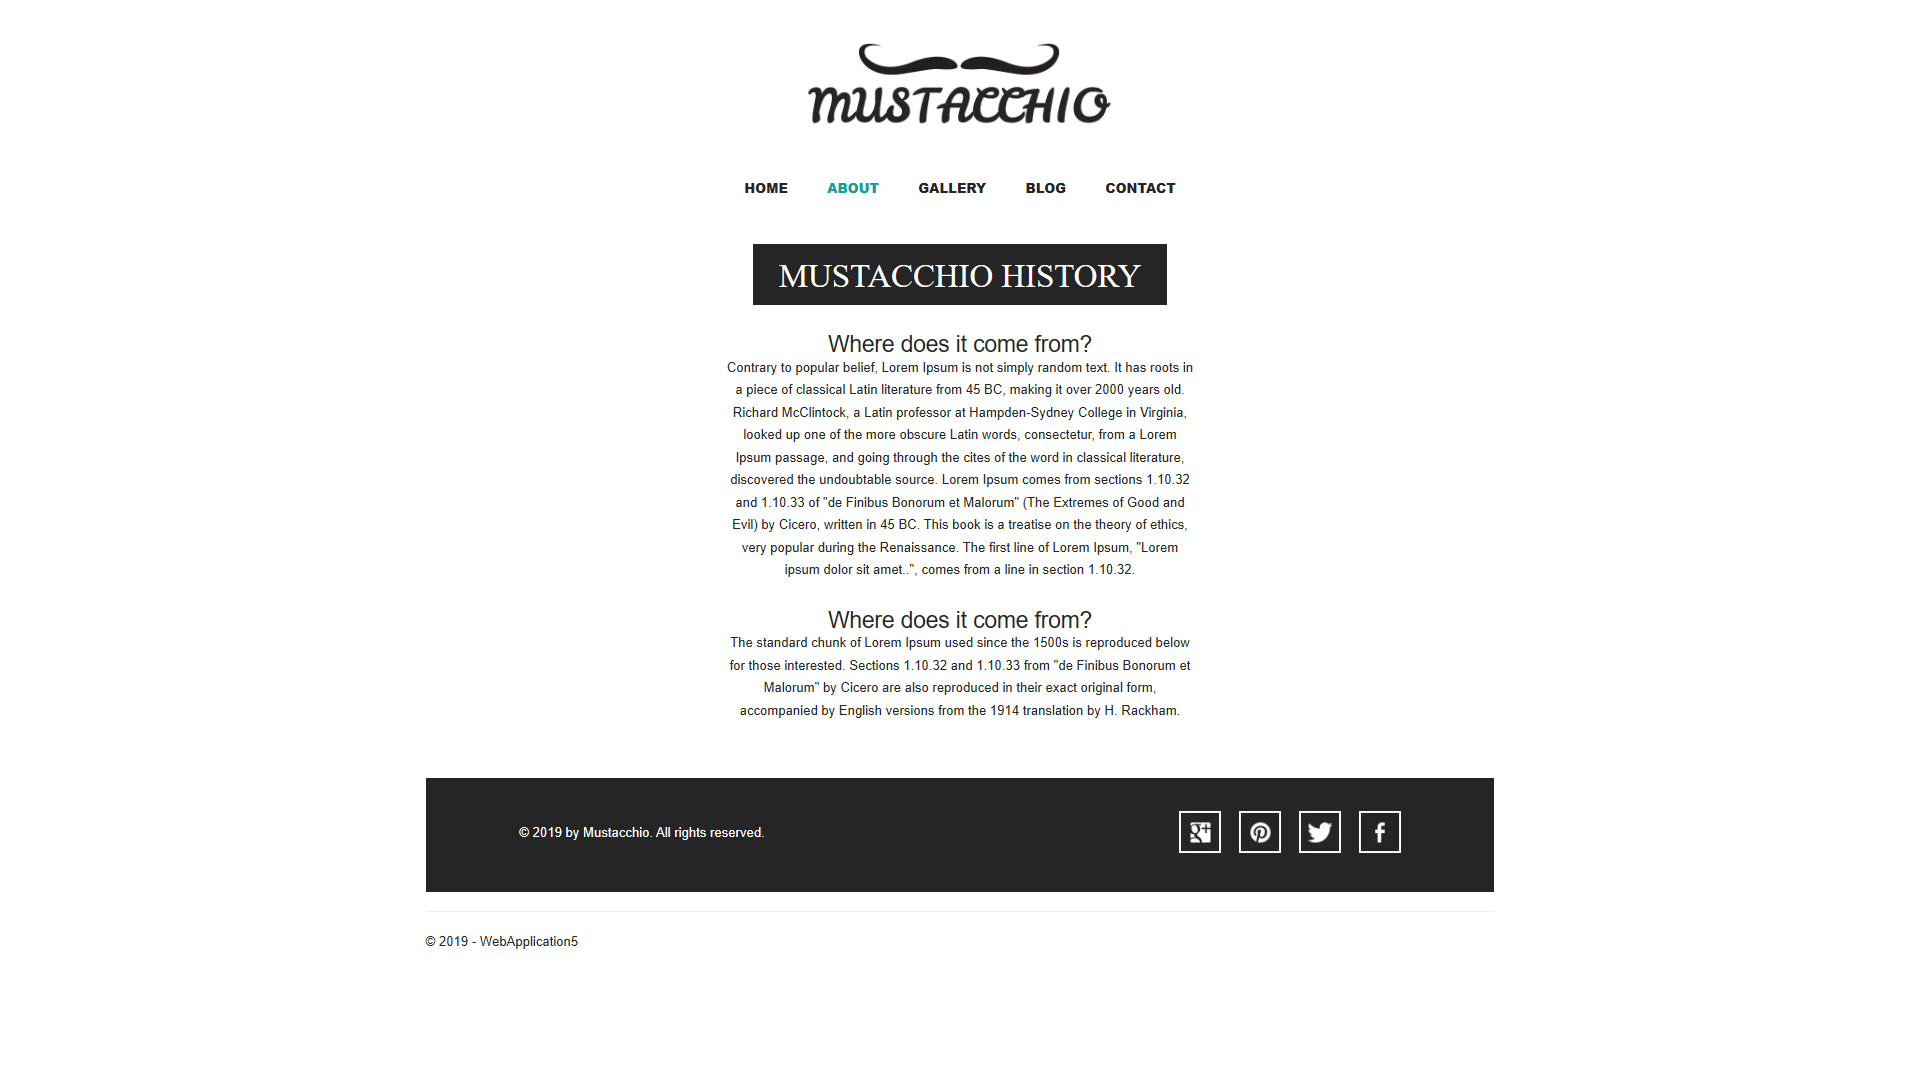 MUSTACCHIO
HOME ABOUT GALLERY BLOG CONTACT
MUSTACCHIO HISTORY
Where does it come from?
Contrary to popular belief, Lorem Ipsum is not simply random text. It has roots in
a piece of classical Latin literature from 45 BC, making it over 2000 years old.
Richard McClintock, a Latin professor at Hampden-Sydney College in Virginia,
looked up one of the more obscure Latin words, consectetur, from a Lorem
Ipsum passage, and going through the cites of the word in classical literature,
discovered the undoubtable source. Lorem Ipsum comes from sections 1.10.32
and 1.10.33 of "de Finibus Bonorum et Malorum" (The Extremes of Good and
Evil) by Cicero, written in 45 BC. This book is a treatise on the theory of ethics,
very popular during the Renaissance. The first line of Lorem Ipsum, "Lorem
ipsum dolor sit amet..", comes from a line in section 1.10.32.
Where does it come from?
The standard chunk of Lorem Ipsum used since the 1500s is reproduced below
for those interested. Sections 1.10.32 and 1.10.33 from "de Finibus Bonorum et
Malorum" by Cicero are also reproduced in their exact original form,
accompanied by English versions from the 1914 translation by H. Rackham.
© 2019 by Mustacchio. All rights reserved.
© 2019 - WebApplication5